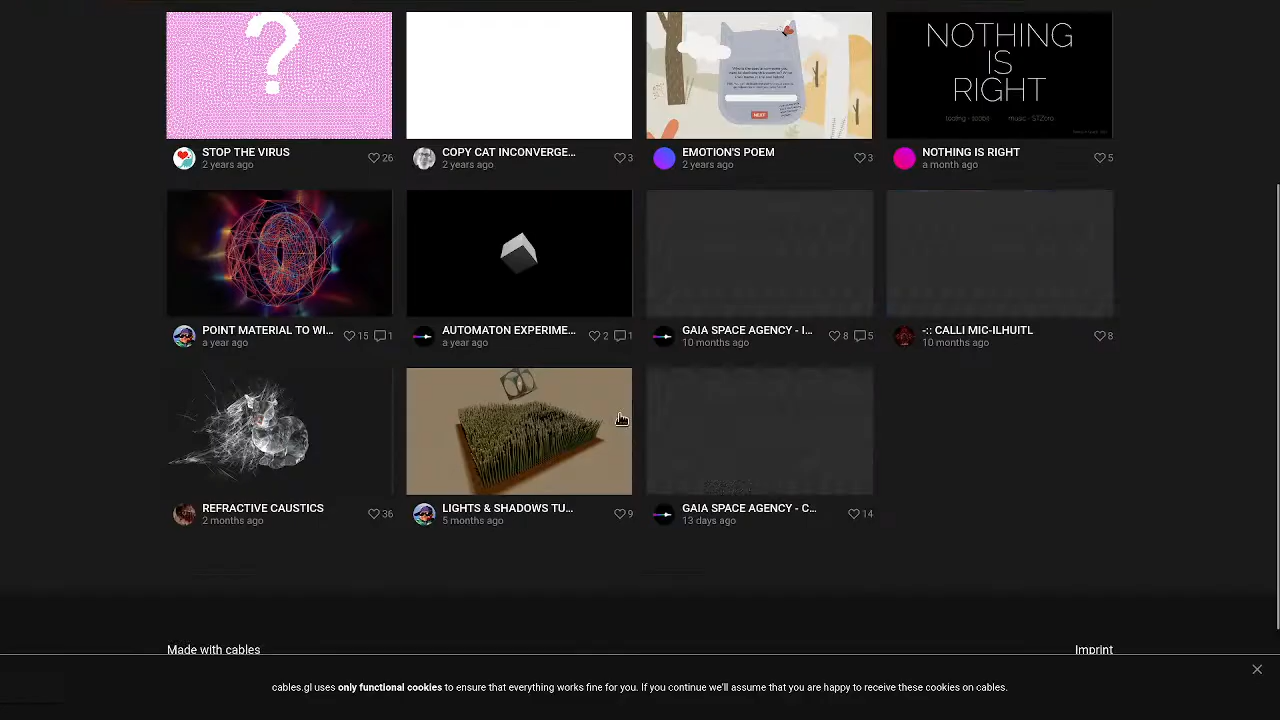 ?
NOTHING
IS
RIGHT
NEXT
STOP THE VIRUS
2 years ago
26
COPY CAT INCONVERGE...
2 years ago
3
EMOTION'S POEM
2 years ago
3
NOTHING IS RIGHT
a month ago
5
POINT MATERIAL TO WI...
a year ago
15 1
AUTOMATON EXPERIME...
a year ago
2 1
GAIA SPACE AGENCY - I...
10 months ago
8 5
-:: CALLI MIC-ILHUITL
10 months ago
8
REFRACTIVE CAUSTICS
2 months ago
36
LIGHTS & SHADOWS TU...
5 months ago
9
GAIA SPACE AGENCY - C...
13 days ago
14
Made with cables
Imprint
cables.gl uses only functional cookies to ensure that everything works fine for you. If you continue we'll assume that you are happy to receive these cookies on cables.